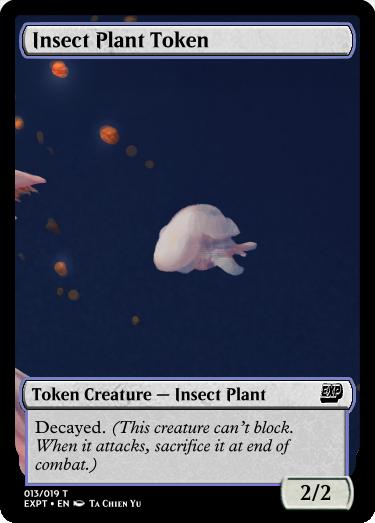 Insect Plant Token
Token Creature — Insect Plant
EXP
Decayed. (This creature can't block.
When it attacks, sacrifice it at end of
combat.)
2/2
013/019 T
EXPT • EN Ta Chien Yu